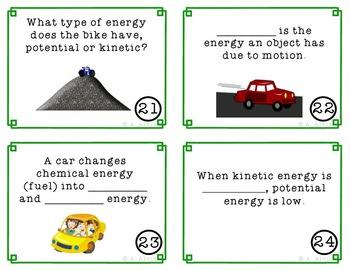 What type of energy
does the bike have,
potential or kinetic?
21
__________ is the
energy an object has
due to motion.
22
A car changes
chemical energy
(fuel) into __________
and __________ energy.
23
When kinetic energy is
__________, potential
energy is low.
24